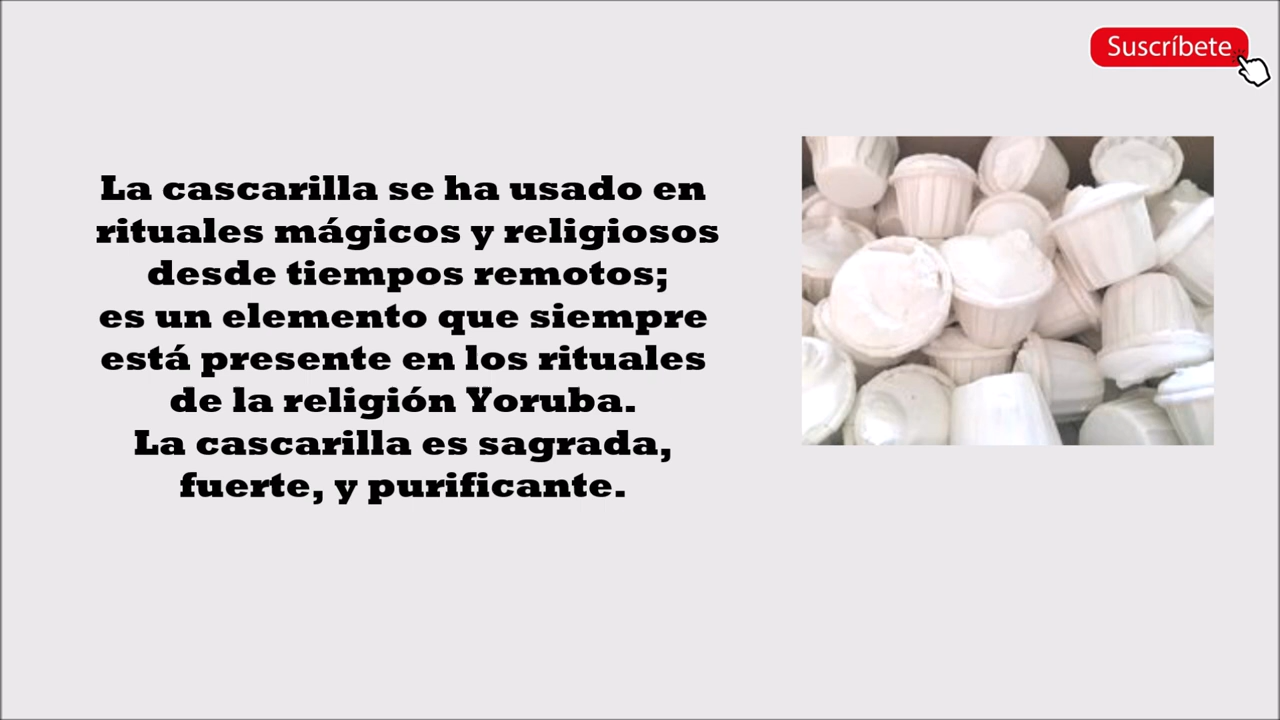 Suscríbete
La cascarilla se ha usado en
rituales mágicos y religiosos
desde tiempos remotos;
es un elemento que siempre
está presente en los rituales
de la religión Yoruba.
La cascarilla es sagrada,
fuerte, y purificante.